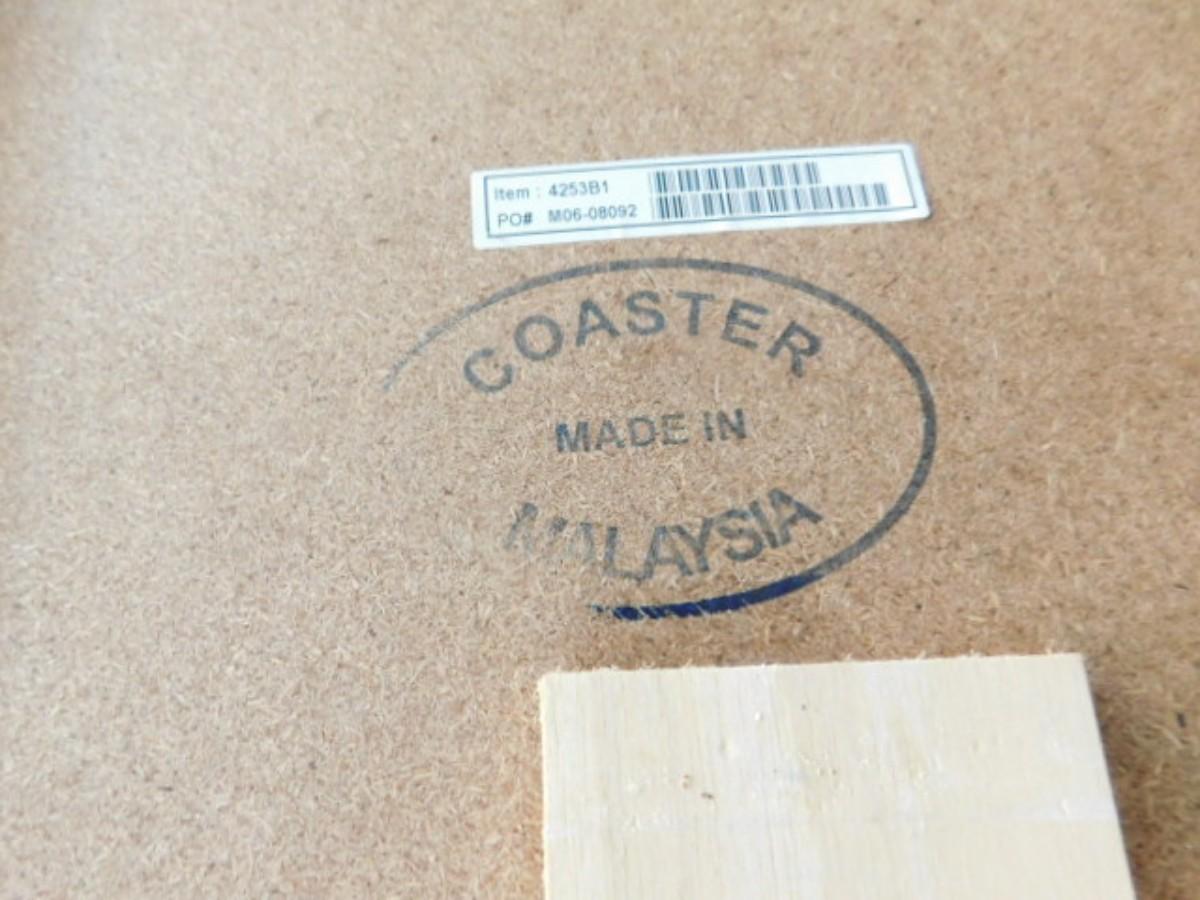 Item : 4253B1
PO# M06-08092
COASTER
MADE IN
MALAYSIA